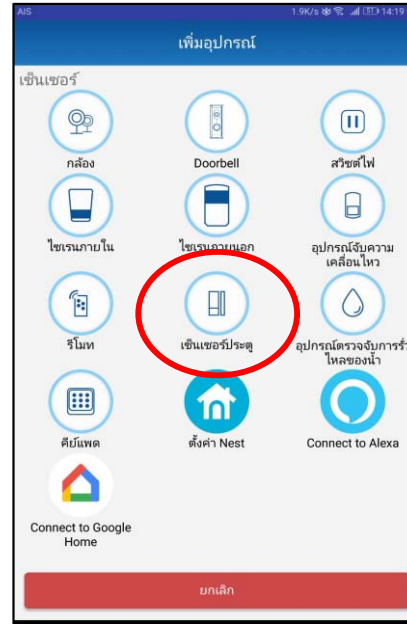 AIS 1.9K/s 14:19
เพิ่มอุปกรณ์
เซ็นเซอร์
กล้อง Doorbell สวิชต์ไฟ
ไซเรนภายใน ไซเรนภายนอก อุปกรณ์จับความ
เคลื่อนไหว
รีโมท เซ็นเซอร์ประตู อุปกรณ์ตรวจจับการรั่ว
ไหลของน้ำ
คีย์แพด ตั้งค่า Nest Connect to Alexa
Connect to Google
Home
ยกเลิก